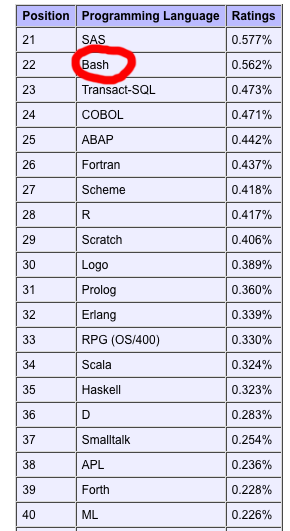 Position Programming Language Ratings
21 SAS 0.577%
22 Bash 0.562%
23 Transact-SQL 0.473%
24 COBOL 0.471%
25 ABAP 0.442%
26 Fortran 0.437%
27 Scheme 0.418%
28 R 0.417%
29 Scratch 0.406%
30 Logo 0.389%
31 Prolog 0.360%
32 Erlang 0.339%
33 RPG (OS/400) 0.330%
34 Scala 0.324%
35 Haskell 0.323%
36 D 0.283%
37 Smalltalk 0.254%
38 APL 0.236%
39 Forth 0.228%
40 ML 0.226%